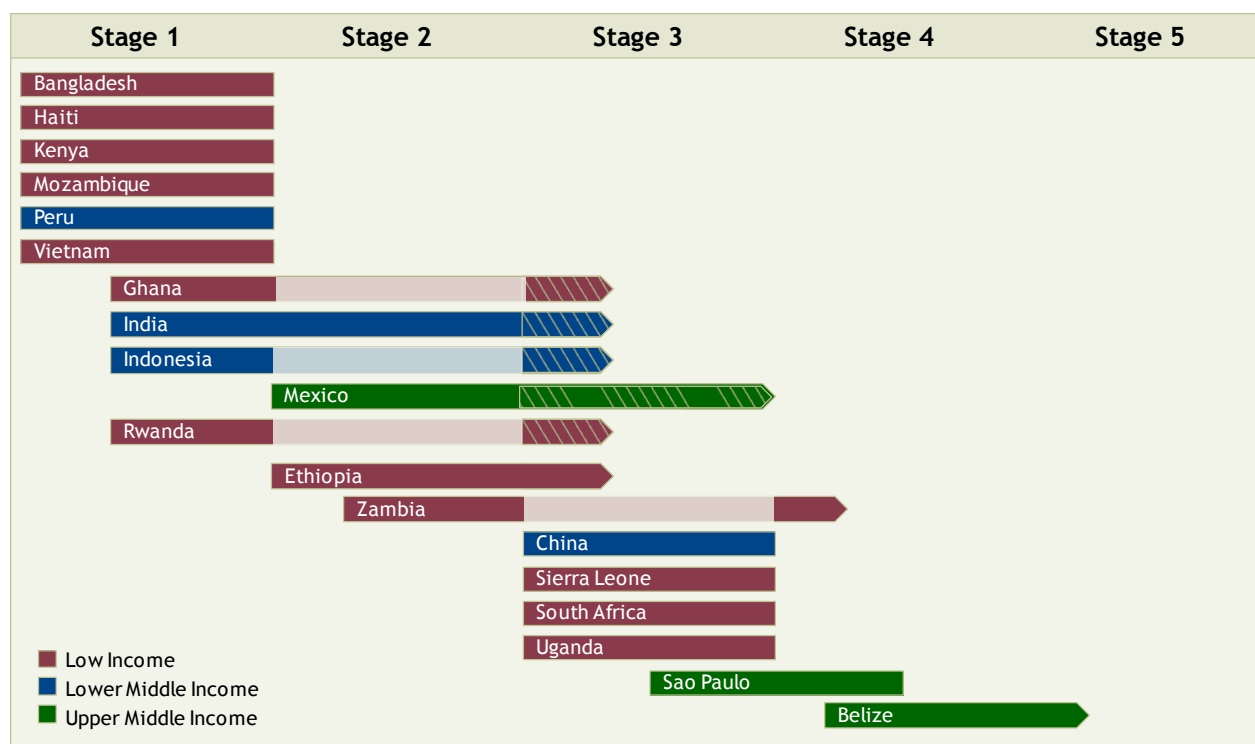 Stage 1 Stage 2 Stage 3 Stage 4 Stage 5
Bangladesh
Haiti
Kenya
Mozambique
Peru
Vietnam
Ghana
India
Indonesia
Mexico
Rwanda
Ethiopia
Zambia
China
Sierra Leone
South Africa
Uganda
Sao Paulo
Belize
Low Income
Lower Middle Income
Upper Middle Income